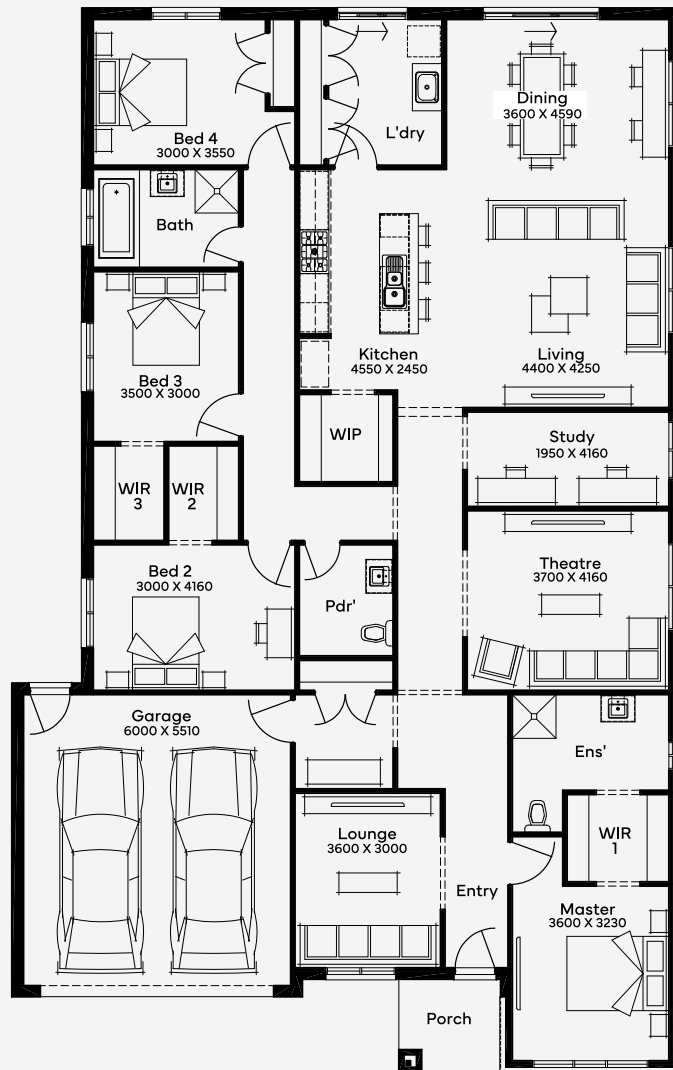 Bed 4
3000 X 3550
L'dry
Dining
3600 X 4590
Bath
Bed 3
3500 X 3000
Kitchen
4550 X 2450
Living
4400 X 4250
WIP
Study
1950 X 4160
WIR
3
WIR
2
Bed 2
3000 X 4160
Pdr'
Theatre
3700 X 4160
Garage
6000 X 5510
Ens'
Lounge
3600 X 3000
WIR
1
Entry
Master
3600 X 3230
Porch